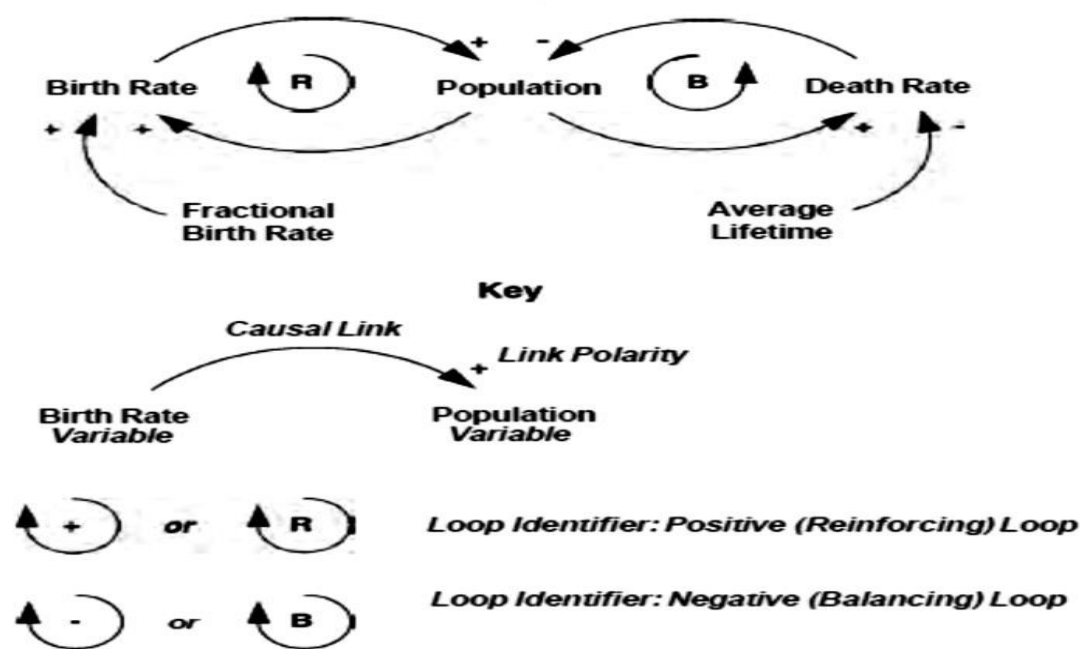 + -
Birth Rate R Population B Death Rate
+ + + -
Fractional
Birth Rate
Average
Lifetime
Key
Causal Link
+ Link Polarity
Birth Rate
Variable
Population
Variable
+ or R Loop Identifier: Positive (Reinforcing) Loop
- or B Loop Identifier: Negative (Balancing) Loop